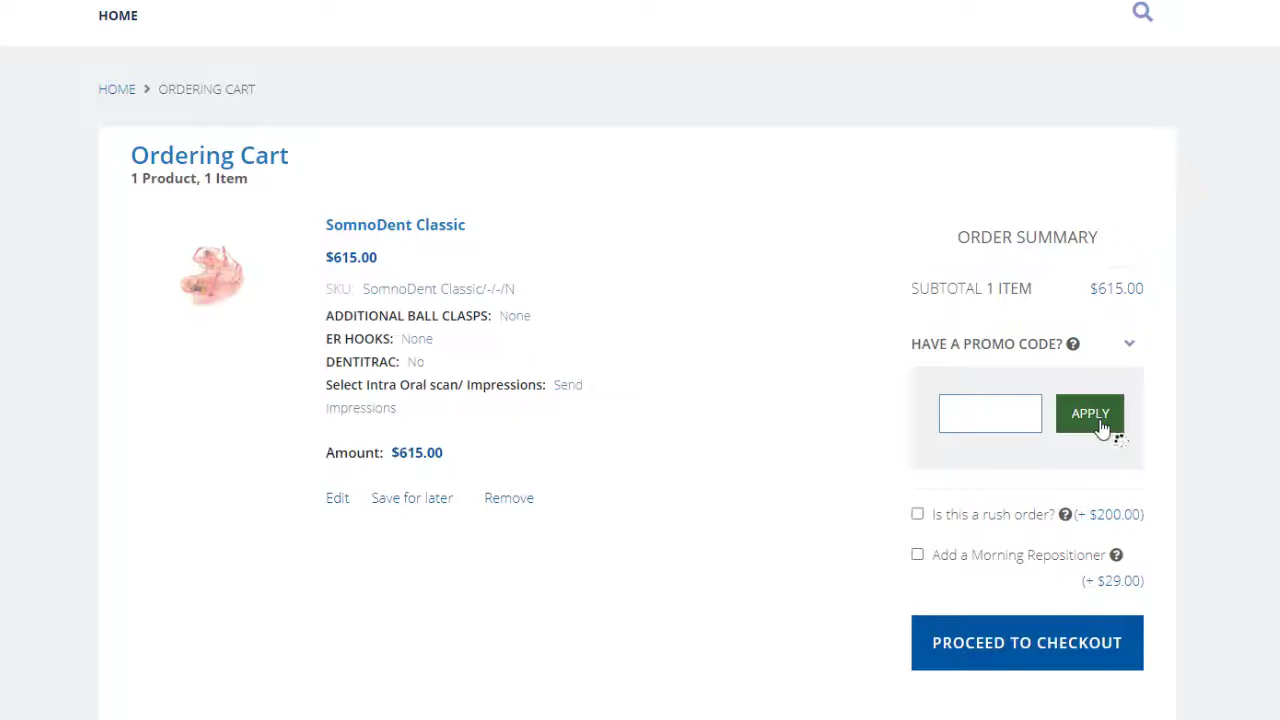 HOME
HOME > ORDERING CART
Ordering Cart
1 Product, 1 Item
SomnoDent Classic
$615.00
SKU: SomnoDent Classic/-/-/N
ADDITIONAL BALL CLASPS: None
ER HOOKS: None
DENTITRAC: No
Select Intra Oral scan/ Impressions: Send
Impressions
Amount: $615.00
Edit Save for later Remove
ORDER SUMMARY
SUBTOTAL 1 ITEM $615.00
HAVE A PROMO CODE?
APPLY
Is this a rush order? (+ $200.00)
Add a Morning Repositioner
(+ $29.00)
PROCEED TO CHECKOUT